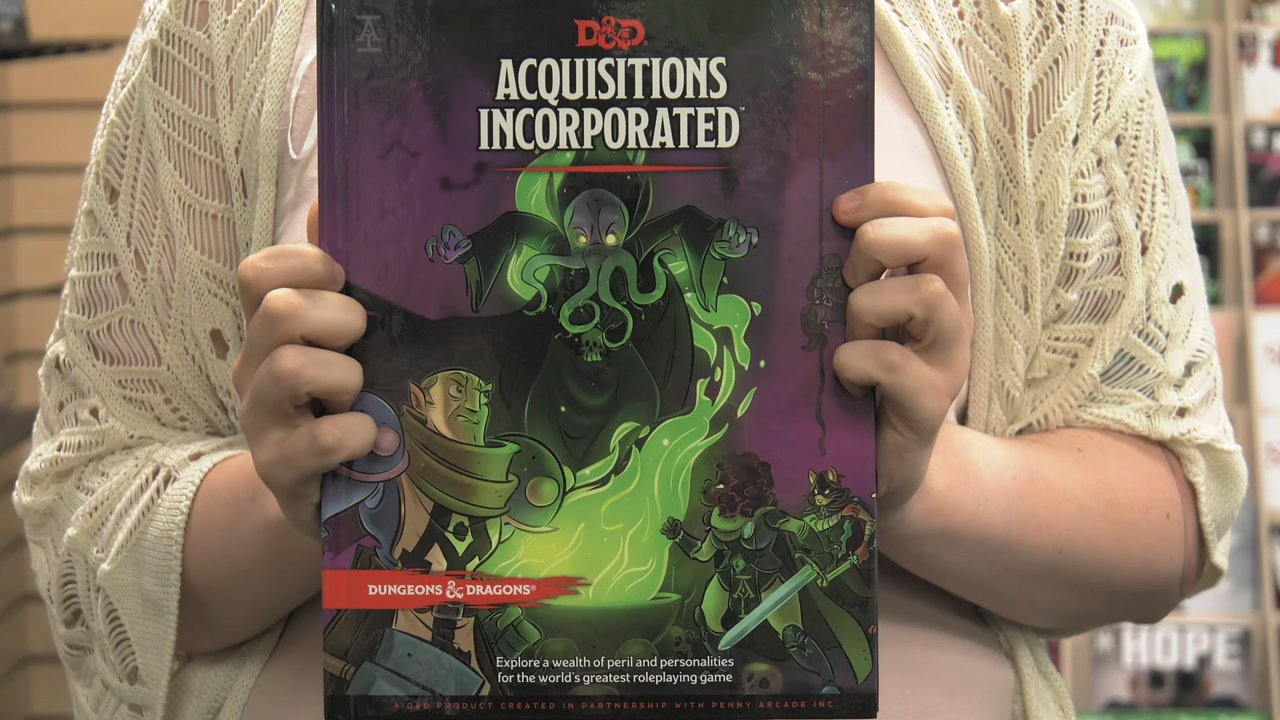 D&D
ACQUISITIONS
INCORPORATED™
DUNGEONS & DRAGONS®
Explore a wealth of peril and personalities
for the world's greatest roleplaying game
A D&D PRODUCT CREATED IN PARTNERSHIP WITH PENNY ARCADE INC.
HOPE